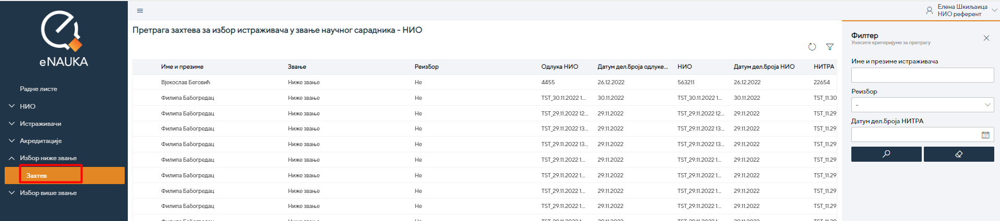 Елена Шкиљаица
НИО референт
eNAUKA
Радне листе
НИО
Истраживачи
Акредитације
Избор ниже звање
Захтев
Избор више звање
Претрага захтева за избор истраживача у звање научног сарадника - НИО
Име и презиме Звање Реизбор Одлука НИО Датум дел.броја одлуке... НИО Датум дел.броја НИО НИТРА
Вјекослав Беговић Ниже звање Не 4455 26.12.2022 563211 26.12.2022 22654
Филипа Бабогредац Ниже звање Не TST_30.11.2022 1... 30.11.2022 TST_30.11.2022 1... 30.11.2022 TST_11.30
Филипа Бабогредац Ниже звање Не TST_29.11.2022 12... 29.11.2022 TST_29.11.2022 12... 29.11.2022 TST_11.29
Филипа Бабогредац Ниже звање Не TST_29.11.2022 13... 29.11.2022 TST_29.11.2022 13... 29.11.2022 TST_11.29
Филипа Бабогредац Ниже звање Не TST_29.11.2022 13... 29.11.2022 TST_29.11.2022 13... 29.11.2022 TST_11.29
Филипа Бабогредац Ниже звање Не TST_29.11.2022 1... 29.11.2022 TST_29.11.2022 1... 29.11.2022 TST_11.29
Филипа Бабогредац Ниже звање Не TST_29.11.2022 1... 29.11.2022 TST_29.11.2022 1... 29.11.2022 TST_11.29
Филипа Бабогредац Ниже звање Не TST_29.11.2022 1... 29.11.2022 TST_29.11.2022 1... 29.11.2022 TST_11.29
Филипа Бабогредац Ниже звање Не TST_29.11.2022 1... 29.11.2022 TST_29.11.2022 1... 29.11.2022 TST_11.29
Филтер
Унесите критеријуме за претрагу
Име и презиме истраживача
Реизбор
-
Датум дел.броја НИТРА